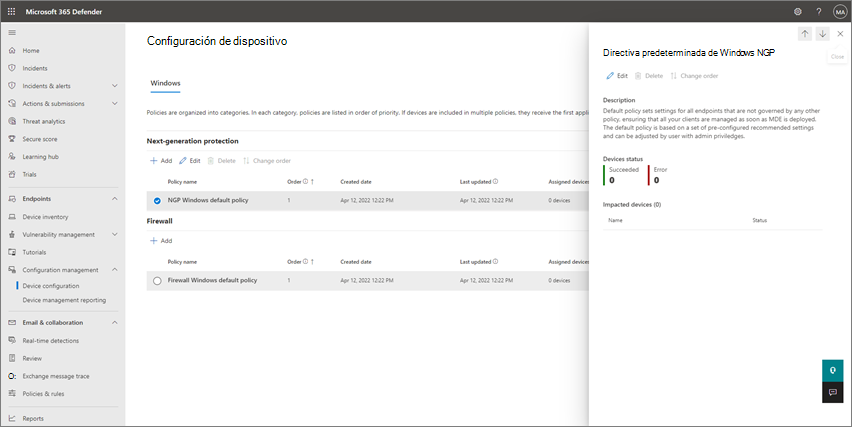 Microsoft 365 Defender
MA
Home
Incidents
Incidents & alerts
Actions & submissions
Threat analytics
Secure score
Learning hub
Trials
Endpoints
Device inventory
Vulnerability management
Tutorials
Configuration management
Device configuration
Device management reporting
Email & collaboration
Real-time detections
Review
Exchange message trace
Policies & rules
Reports
Configuración de dispositivo
Windows
Policies are organized into categories. In each category, policies are listed in order of priority. If devices are included in multiple policies, they receive the first applic
Next-generation protection
Add Edit Delete Change order
Policy name Order Created date Last updated Assigned devices
NGP Windows default policy 1 Apr 12, 2022 12:22 PM Apr 12, 2022 12:22 PM 0 devices
Firewall
Add
Policy name Order Created date Last updated Assigned devices
Firewall Windows default policy 1 Apr 12, 2022 12:22 PM Apr 12, 2022 12:22 PM 0 devices
Close
Directiva predeterminada de Windows NGP
Edit Delete Change order
Description
Default policy sets settings for all endpoints that are not governed by any other
policy, ensuring that all your clients are managed as soon as MDE is deployed.
The default policy is based on a set of pre-configured recommended settings
and can be adjusted by user with admin priviledges.
Devices status
Succeeded Error
0 0
Impacted devices (0)
Name Status